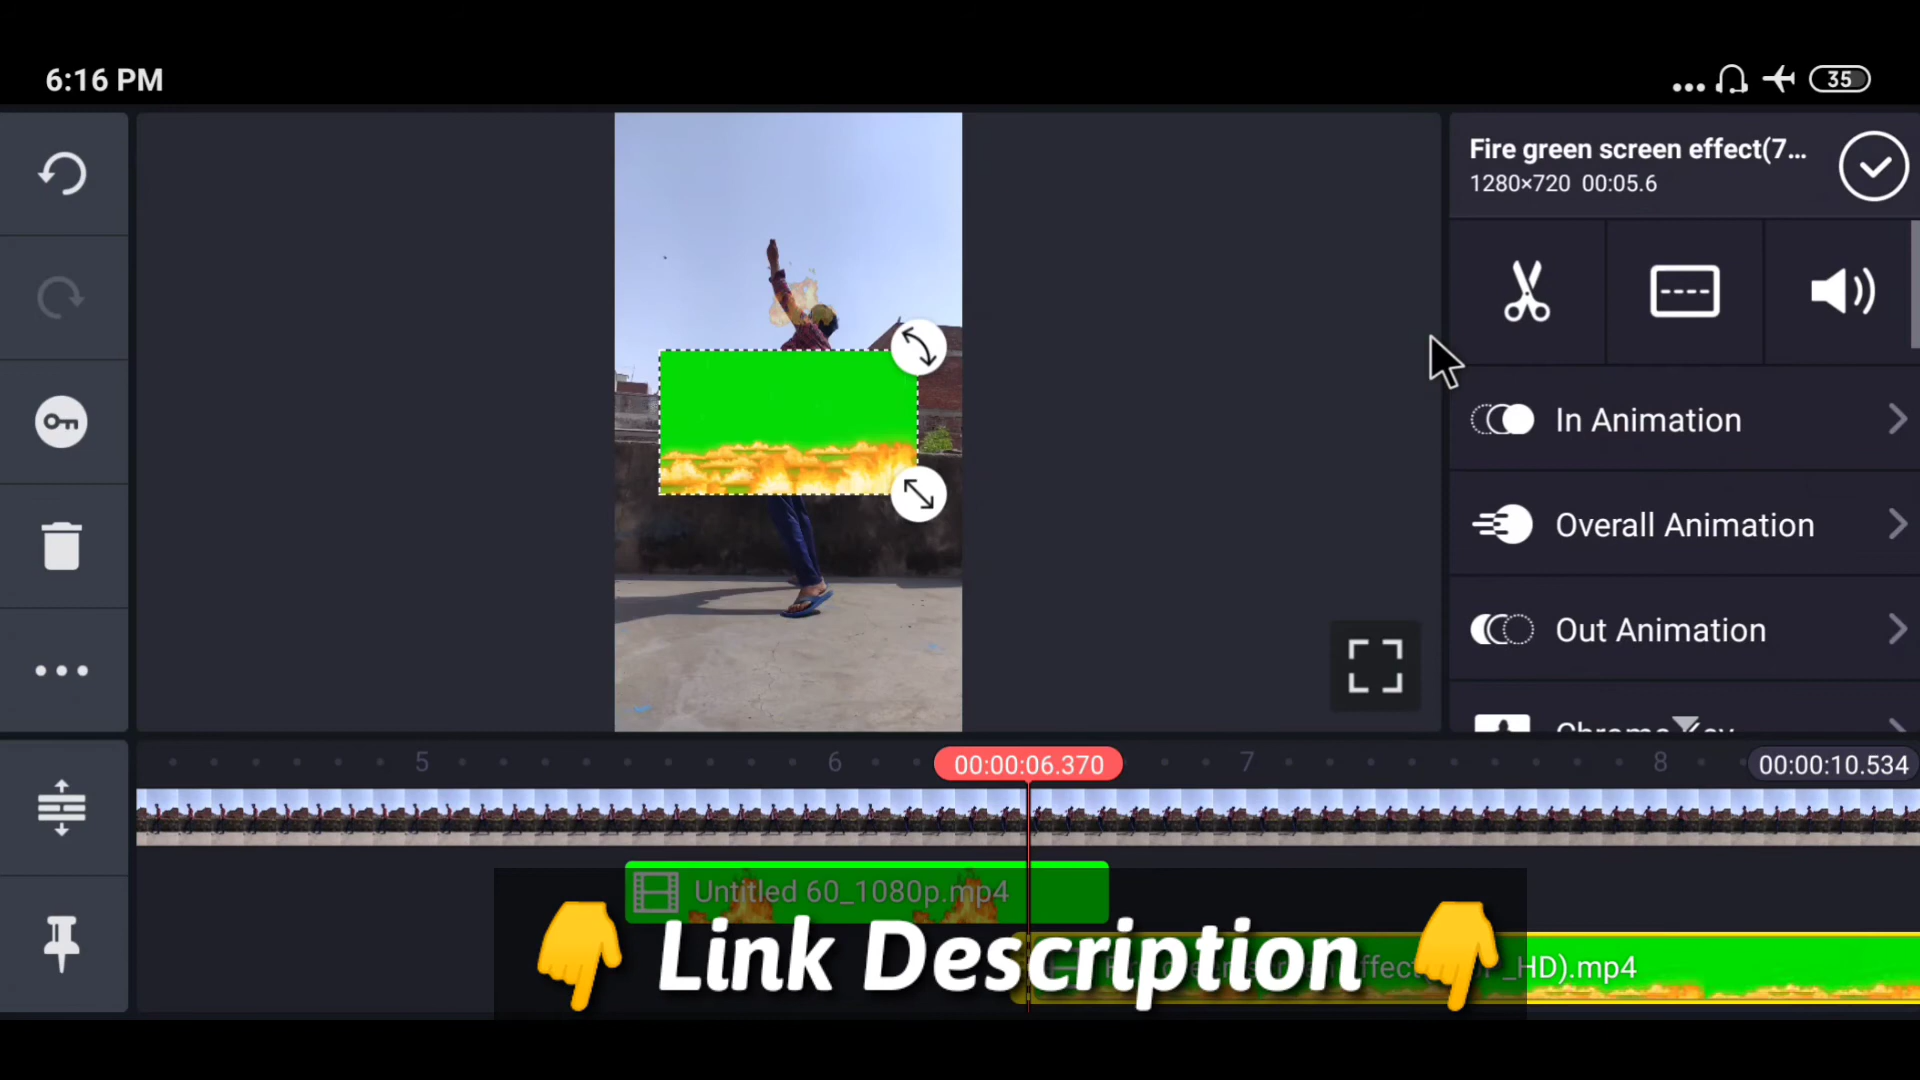 6:16 PM
35
Fire green screen effect(7...
1280×720 00:05.6
In Animation
Overall Animation
Out Animation
Chroma Key
5
6
00:00:06.370
7
8
00:00:10.534
Untitled 60_1080p.mp4
_HD).mp4
👇 Link Description 👇